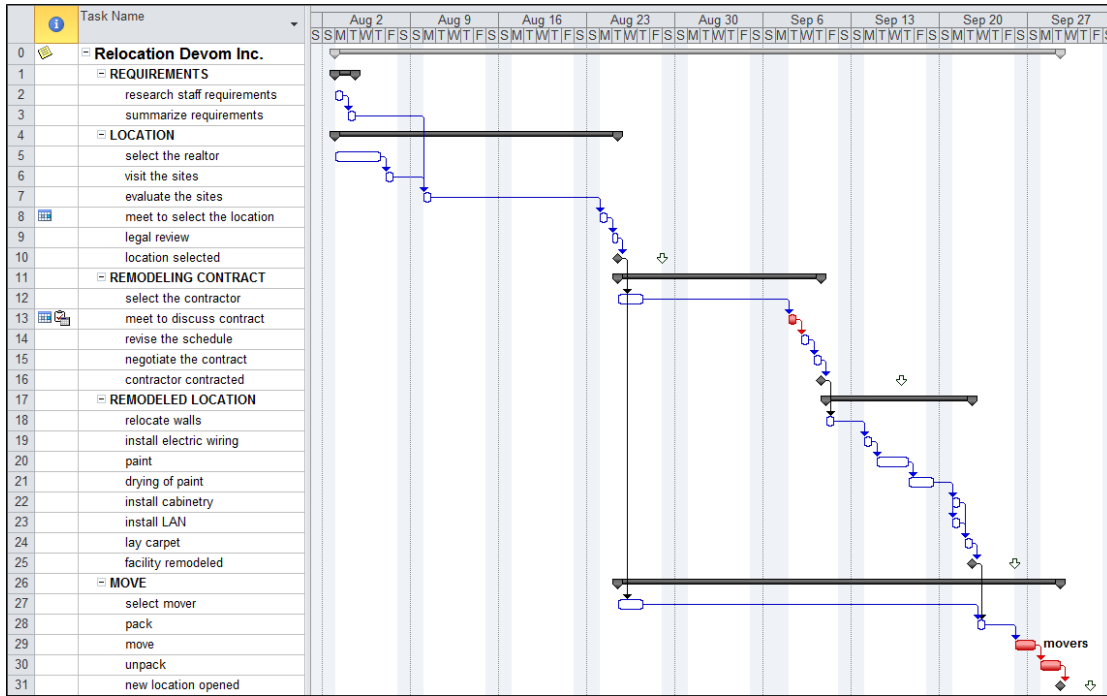 Task Name
Aug 2 Aug 9 Aug 16 Aug 23 Aug 30 Sep 6 Sep 13 Sep 20 Sep 27
S S M T W T F S S M T W T F S S M T W T F S S M T W T F S S M T W T F S S M T W T F S S M T W T F S S M T W T F S S M T W T F S
0 Relocation Devom Inc.
1 REQUIREMENTS
2 research staff requirements
3 summarize requirements
4 LOCATION
5 select the realtor
6 visit the sites
7 evaluate the sites
8 meet to select the location
9 legal review
10 location selected
11 REMODELING CONTRACT
12 select the contractor
13 meet to discuss contract
14 revise the schedule
15 negotiate the contract
16 contractor contracted
17 REMODELED LOCATION
18 relocate walls
19 install electric wiring
20 paint
21 drying of paint
22 install cabinetry
23 install LAN
24 lay carpet
25 facility remodeled
26 MOVE
27 select mover
28 pack
29 move movers
30 unpack
31 new location opened